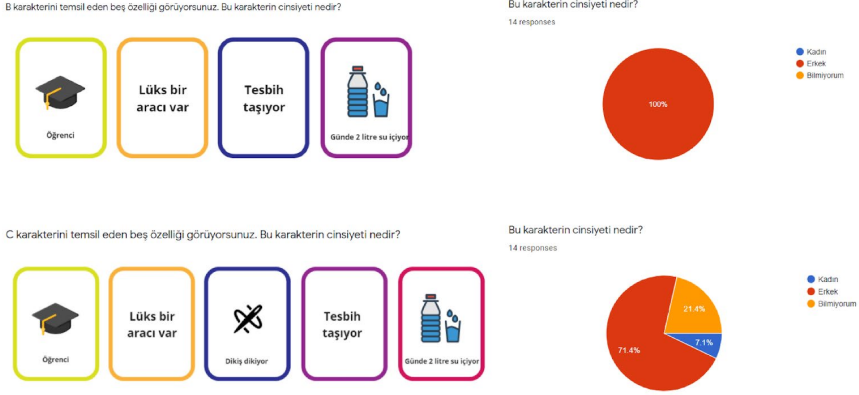 B karakterini temsil eden beş özelliği görüyorsunuz. Bu karakterin cinsiyeti nedir?
Öğrenci
Lüks bir
aracı var
Tesbih
taşıyor
Günde 2 litre su içiyor
Bu karakterin cinsiyeti nedir?
14 responses
100%
Kadın
Erkek
Bilmiyorum
C karakterini temsil eden beş özelliği görüyorsunuz. Bu karakterin cinsiyeti nedir?
Öğrenci
Lüks bir
aracı var
Dikiş dikiyor
Tesbih
taşıyor
Günde 2 litre su içiyor
Bu karakterin cinsiyeti nedir?
14 responses
21.4%
7.1%
71.4%
Kadın
Erkek
Bilmiyorum